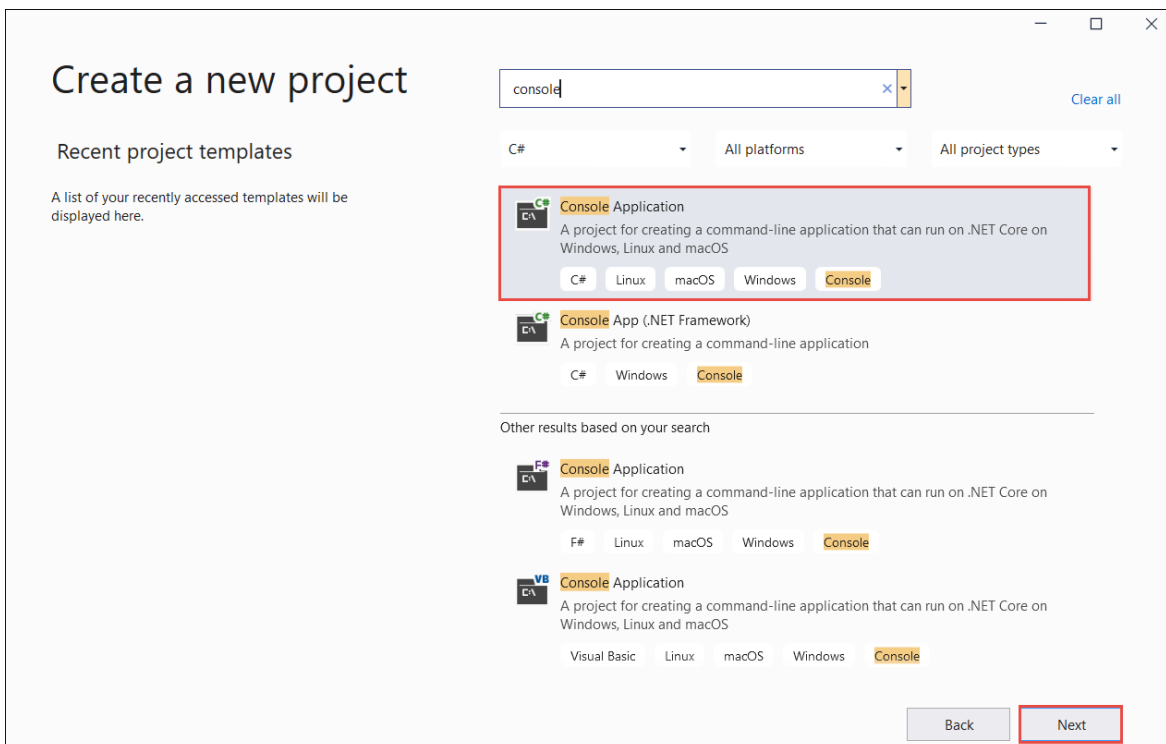 Create a new project
console
Clear all
Recent project templates
C#
All platforms
All project types
A list of your recently accessed templates will be
displayed here.
C#
C:\
Console Application
A project for creating a command-line application that can run on .NET Core on
Windows, Linux and macOS
C# Linux macOS Windows Console
C#
C:\
Console App (.NET Framework)
A project for creating a command-line application
C# Windows Console
Other results based on your search
F#
C:\
Console Application
A project for creating a command-line application that can run on .NET Core on
Windows, Linux and macOS
F# Linux macOS Windows Console
VB
C:\
Console Application
A project for creating a command-line application that can run on .NET Core on
Windows, Linux and macOS
Visual Basic Linux macOS Windows Console
Back
Next